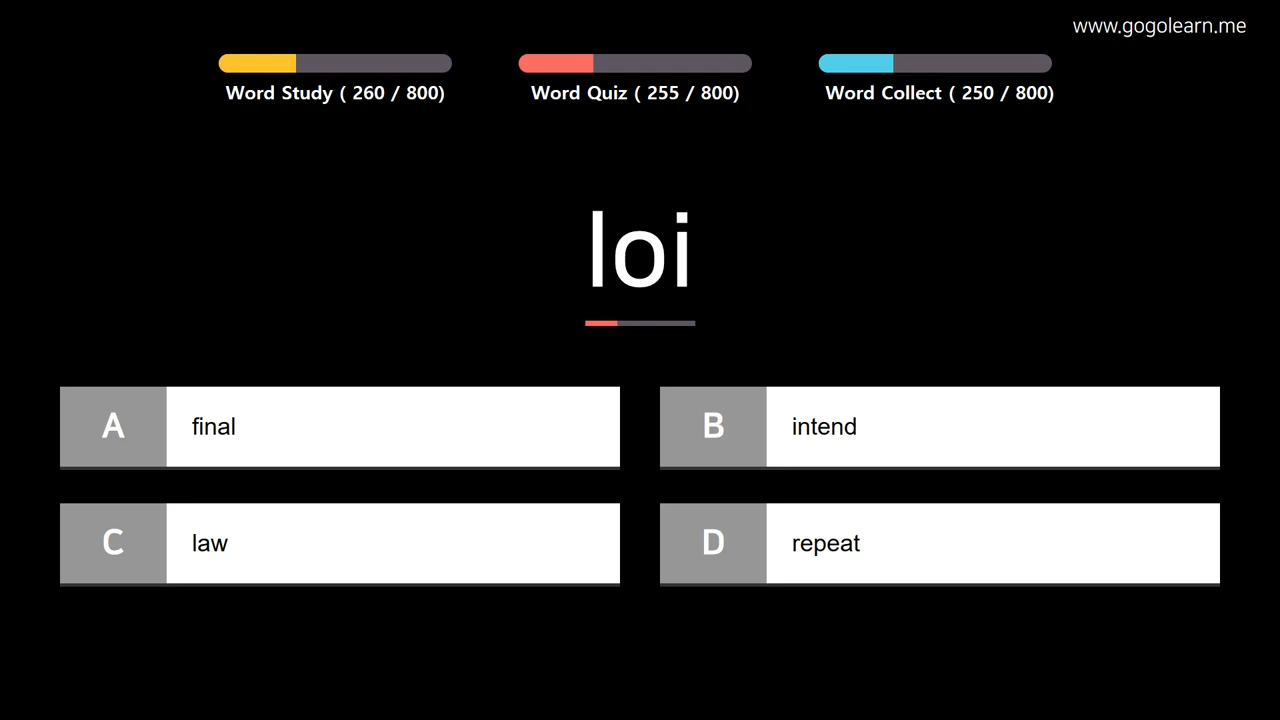 www.gogolearn.me
Word Study ( 260 / 800)
Word Quiz ( 255 / 800)
Word Collect ( 250 / 800)
loi
A final
B intend
C law
D repeat